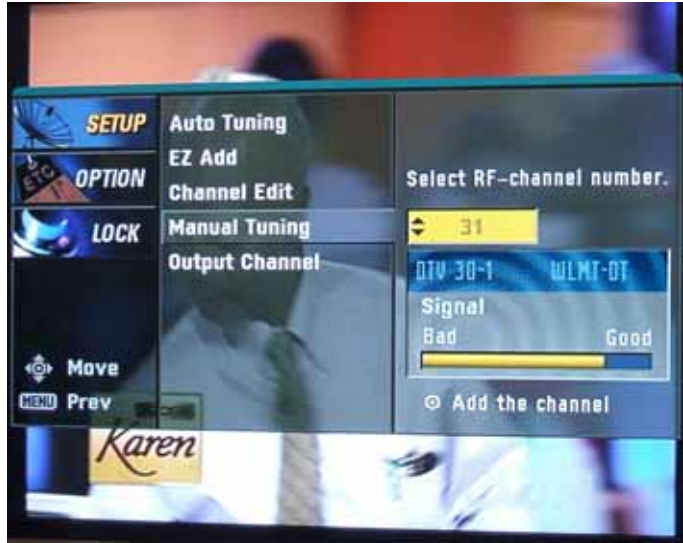 SETUP
OPTION
LOCK
Move
MENU Prev
Auto Tuning
EZ Add
Channel Edit
Manual Tuning
Output Channel
Select RF-channel number.
31
DTV 30-1 WLMT-DT
Signal
Bad Good
Add the channel
ETC
Karen